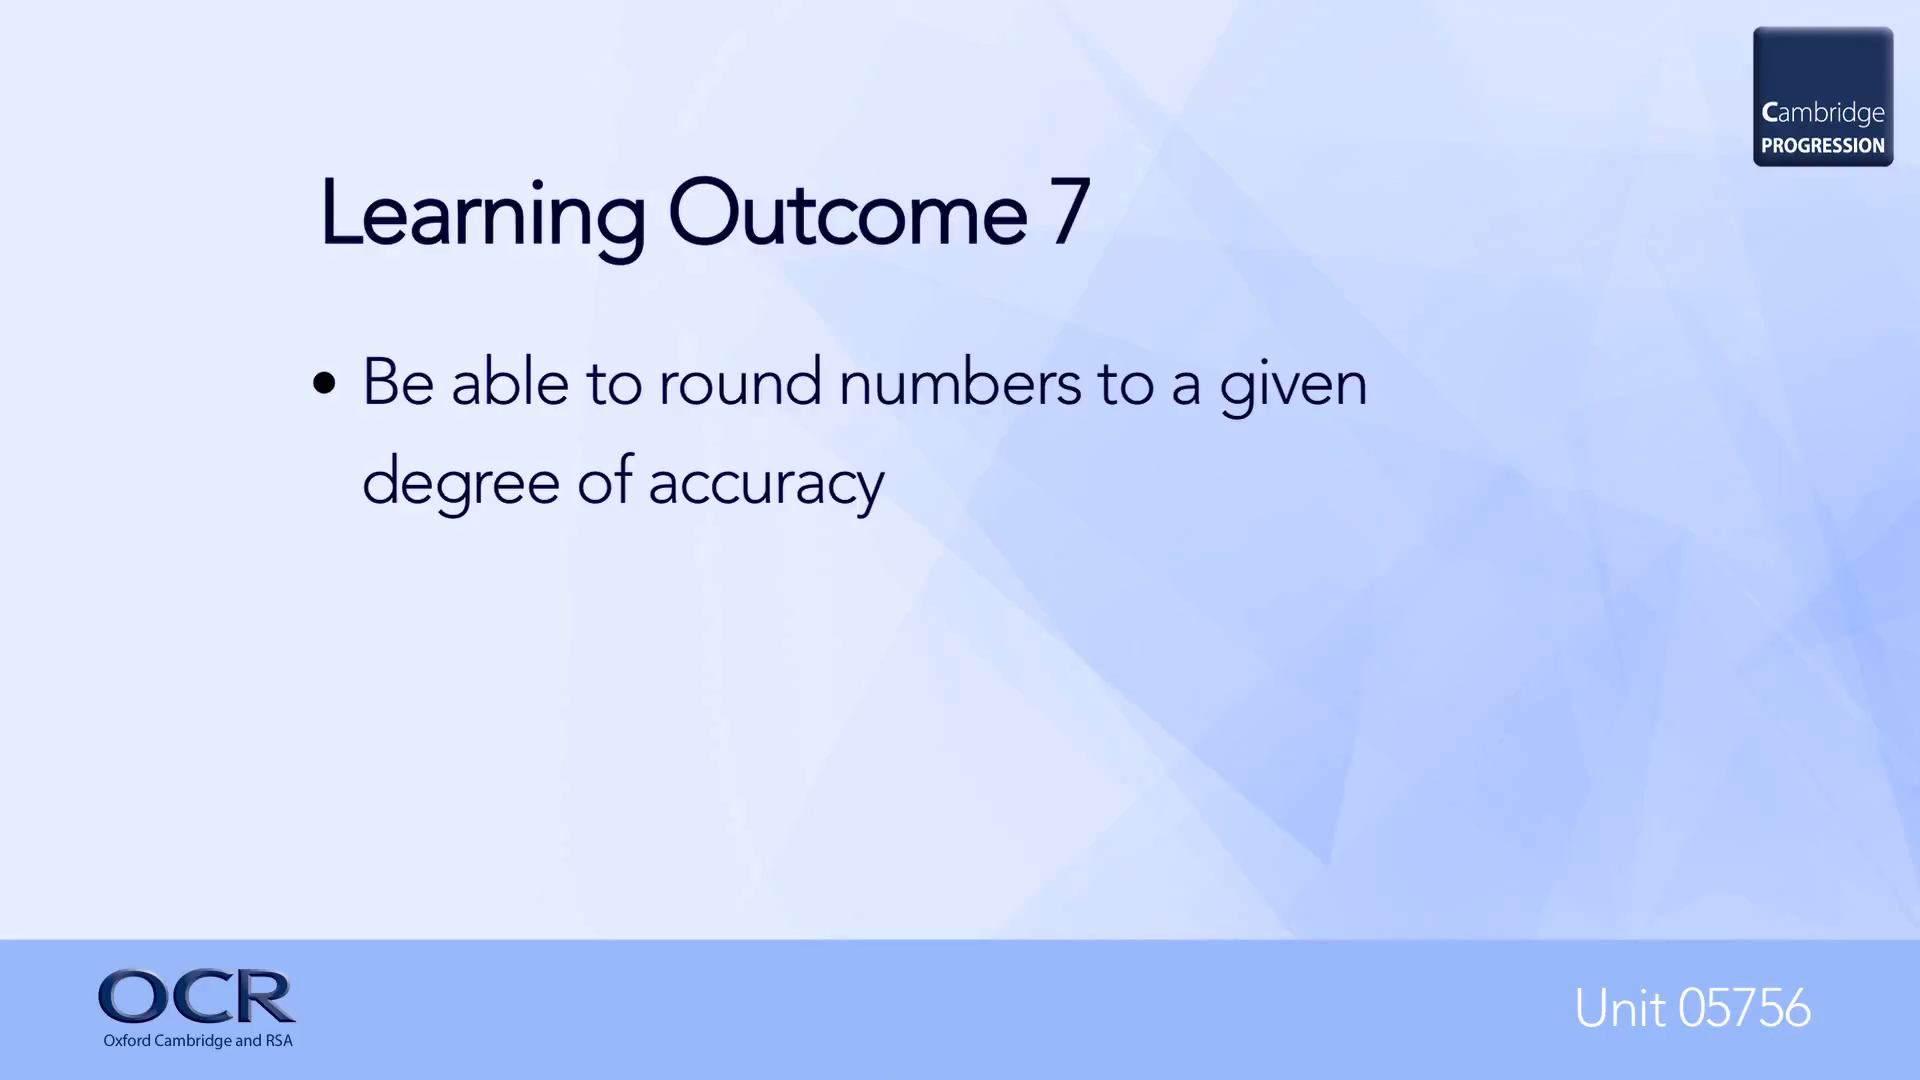 Cambridge
PROGRESSION
Learning Outcome 7
• Be able to round numbers to a given
degree of accuracy
OCR
Oxford Cambridge and RSA
Unit 05756